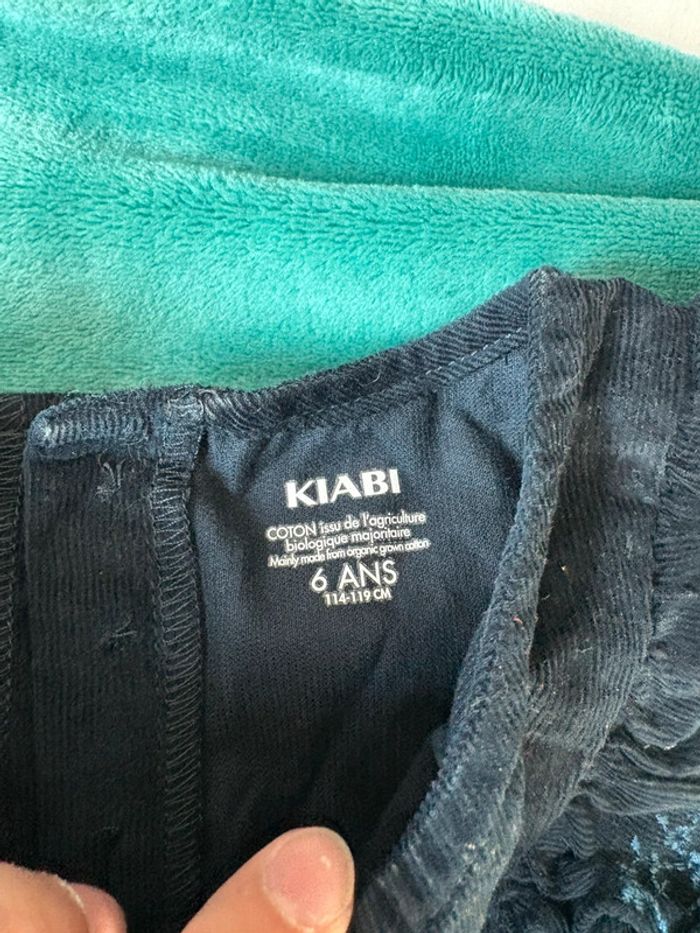 KIABI
COTON issu de l'agriculture
biologique majoritaire
Mainly made from organic grown cotton
6 ANS
114-119 CM